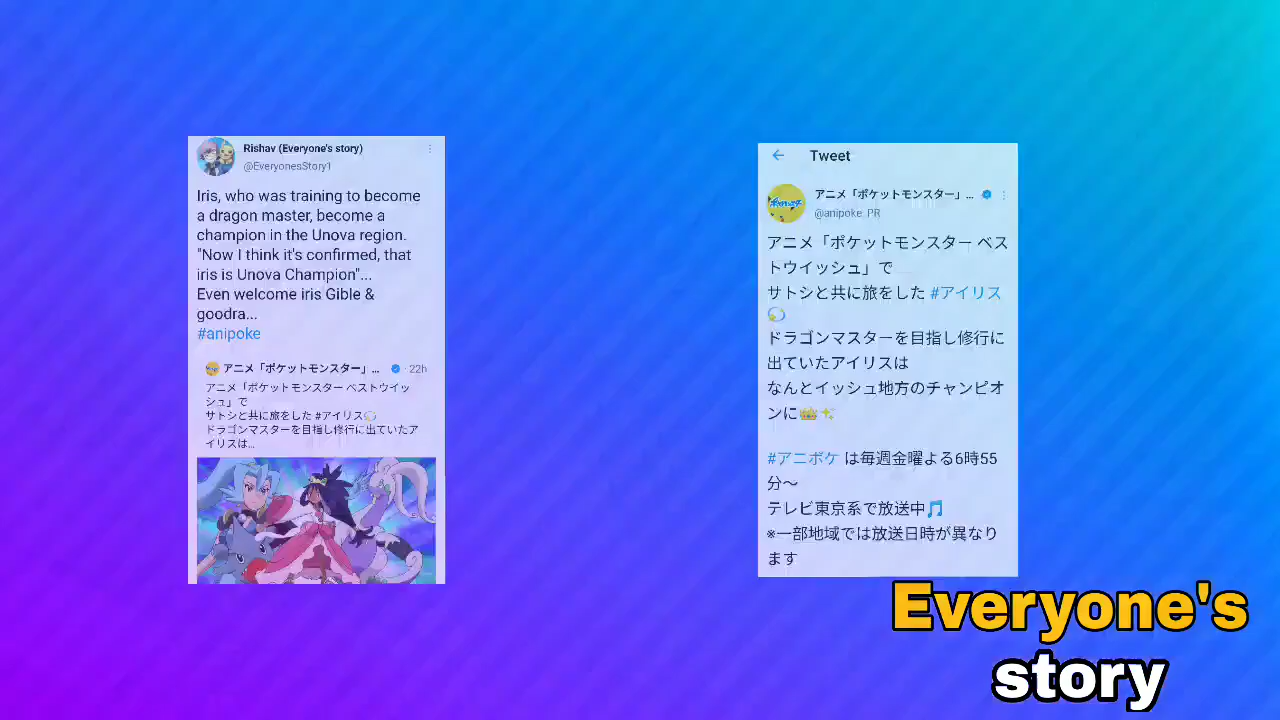 Rishav (Everyone's story)
@EveryonesStory1
Iris, who was training to become
a dragon master, become a
champion in the Unova region.
"Now I think it's confirmed, that
iris is Unova Champion"...
Even welcome iris Gible &
goodra...
#anipoke
アニメ「ポケットモンスター」... · 22h
アニメ「ポケットモンスター ベストウイッ
シュ」で
サトシと共に旅をした #アイリス💫
ドラゴンマスターを目指し修行に出ていたア
イリスは...
Tweet
アニメ「ポケットモンスター」...
@anipoke_PR
アニメ「ポケットモンスター ベス
トウイッシュ」で
サトシと共に旅をした #アイリス
💫
ドラゴンマスターを目指し修行に
出ていたアイリスは
なんとイッシュ地方のチャンピオ
ンに👑✨
#アニポケ は毎週金曜よる6時55
分〜
テレビ東京系で放送中🎵
※一部地域では放送日時が異なり
ます
Everyone's
story